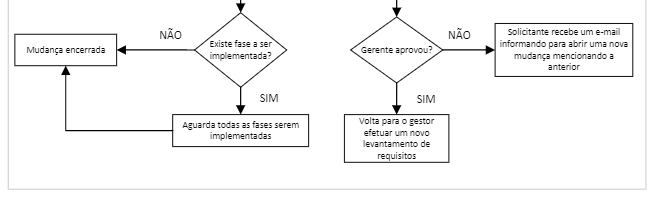 NÃO
Mudança encerrada
Existe fase a ser
implementada?
SIM
Aguarda todas as fases serem
implementadas
Gerente aprovou?
NÃO
Solicitante recebe um e-mail
informando para abrir uma nova
mudança mencionando a
anterior
SIM
Volta para o gestor
efetuar um novo
levantamento de
requisitos